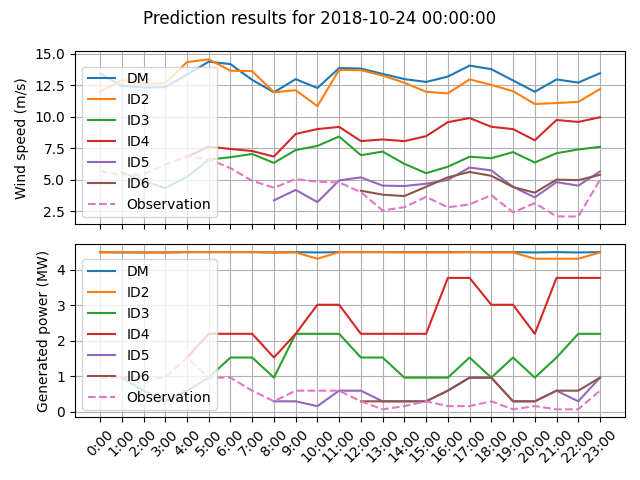 Prediction results for 2018-10-24 00:00:00
Wind speed (m/s)
15.0
12.5
10.0
7.5
5.0
2.5
DM
ID2
ID3
ID4
ID5
ID6
Observation
Generated power (MW)
4
3
2
1
0
DM
ID2
ID3
ID4
ID5
ID6
Observation
0:00 1:00 2:00 3:00 4:00 5:00 6:00 7:00 8:00 9:00 10:00 11:00 12:00 13:00 14:00 15:00 16:00 17:00 18:00 19:00 20:00 21:00 22:00 23:00